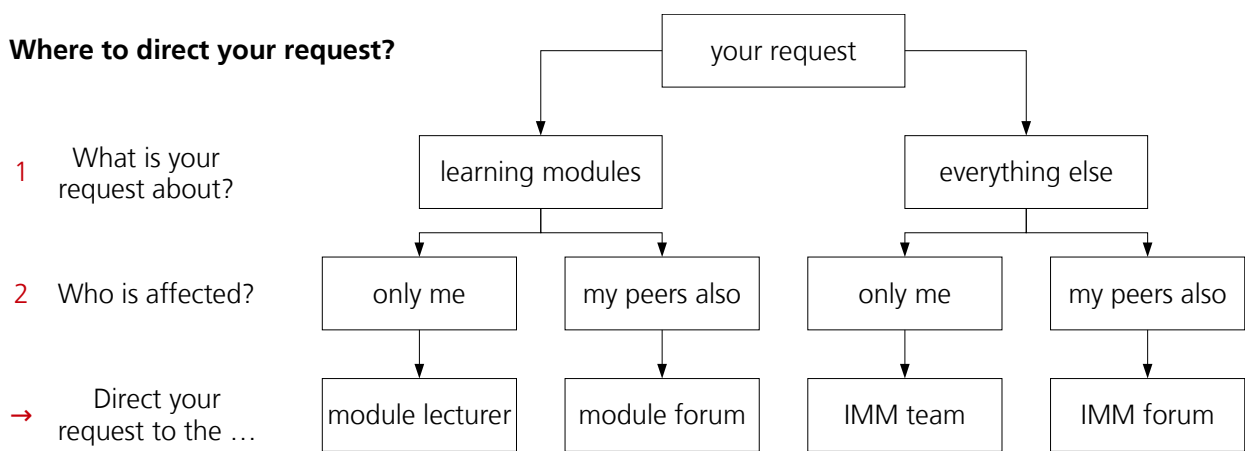 Where to direct your request?
your request
1
What is your
request about?
learning modules
everything else
2
Who is affected?
only me
my peers also
only me
my peers also
→
Direct your
request to the …
module lecturer
module forum
IMM team
IMM forum